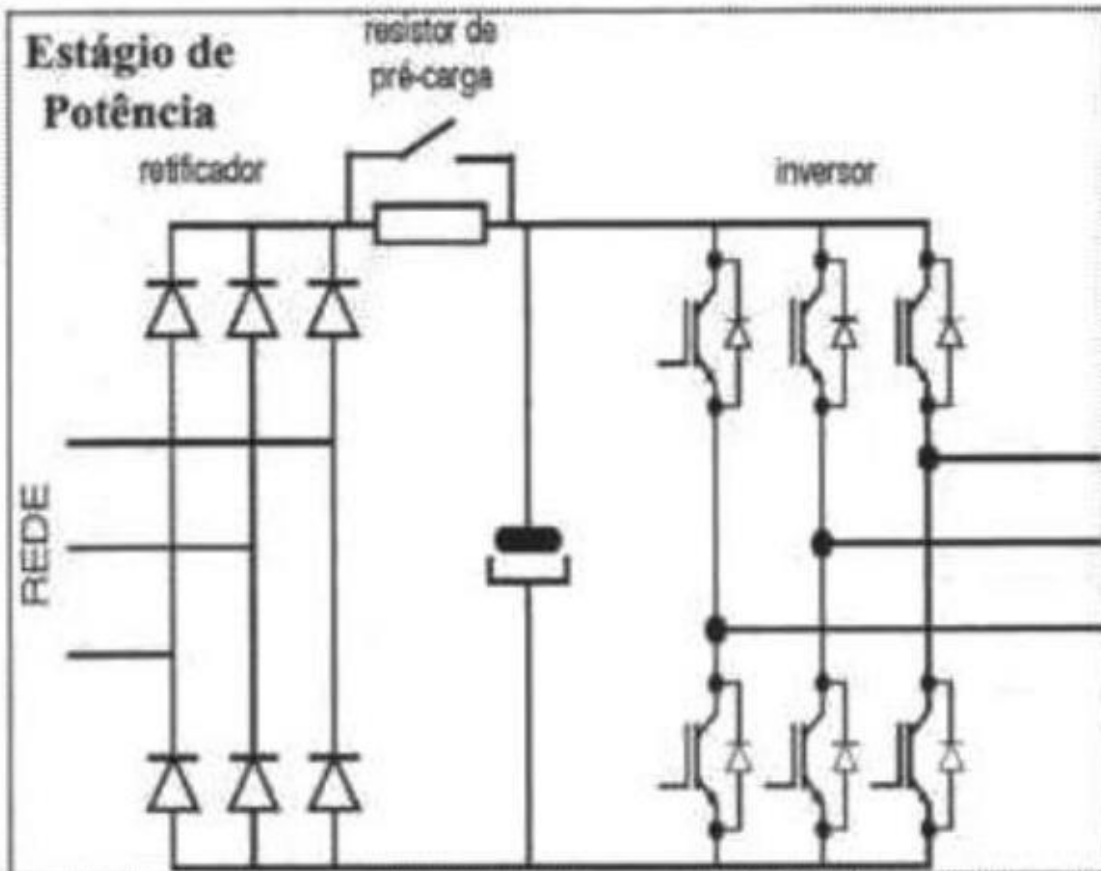 Estágio de
Potência
resistor de
pré-carga
retificador
inversor
REDE